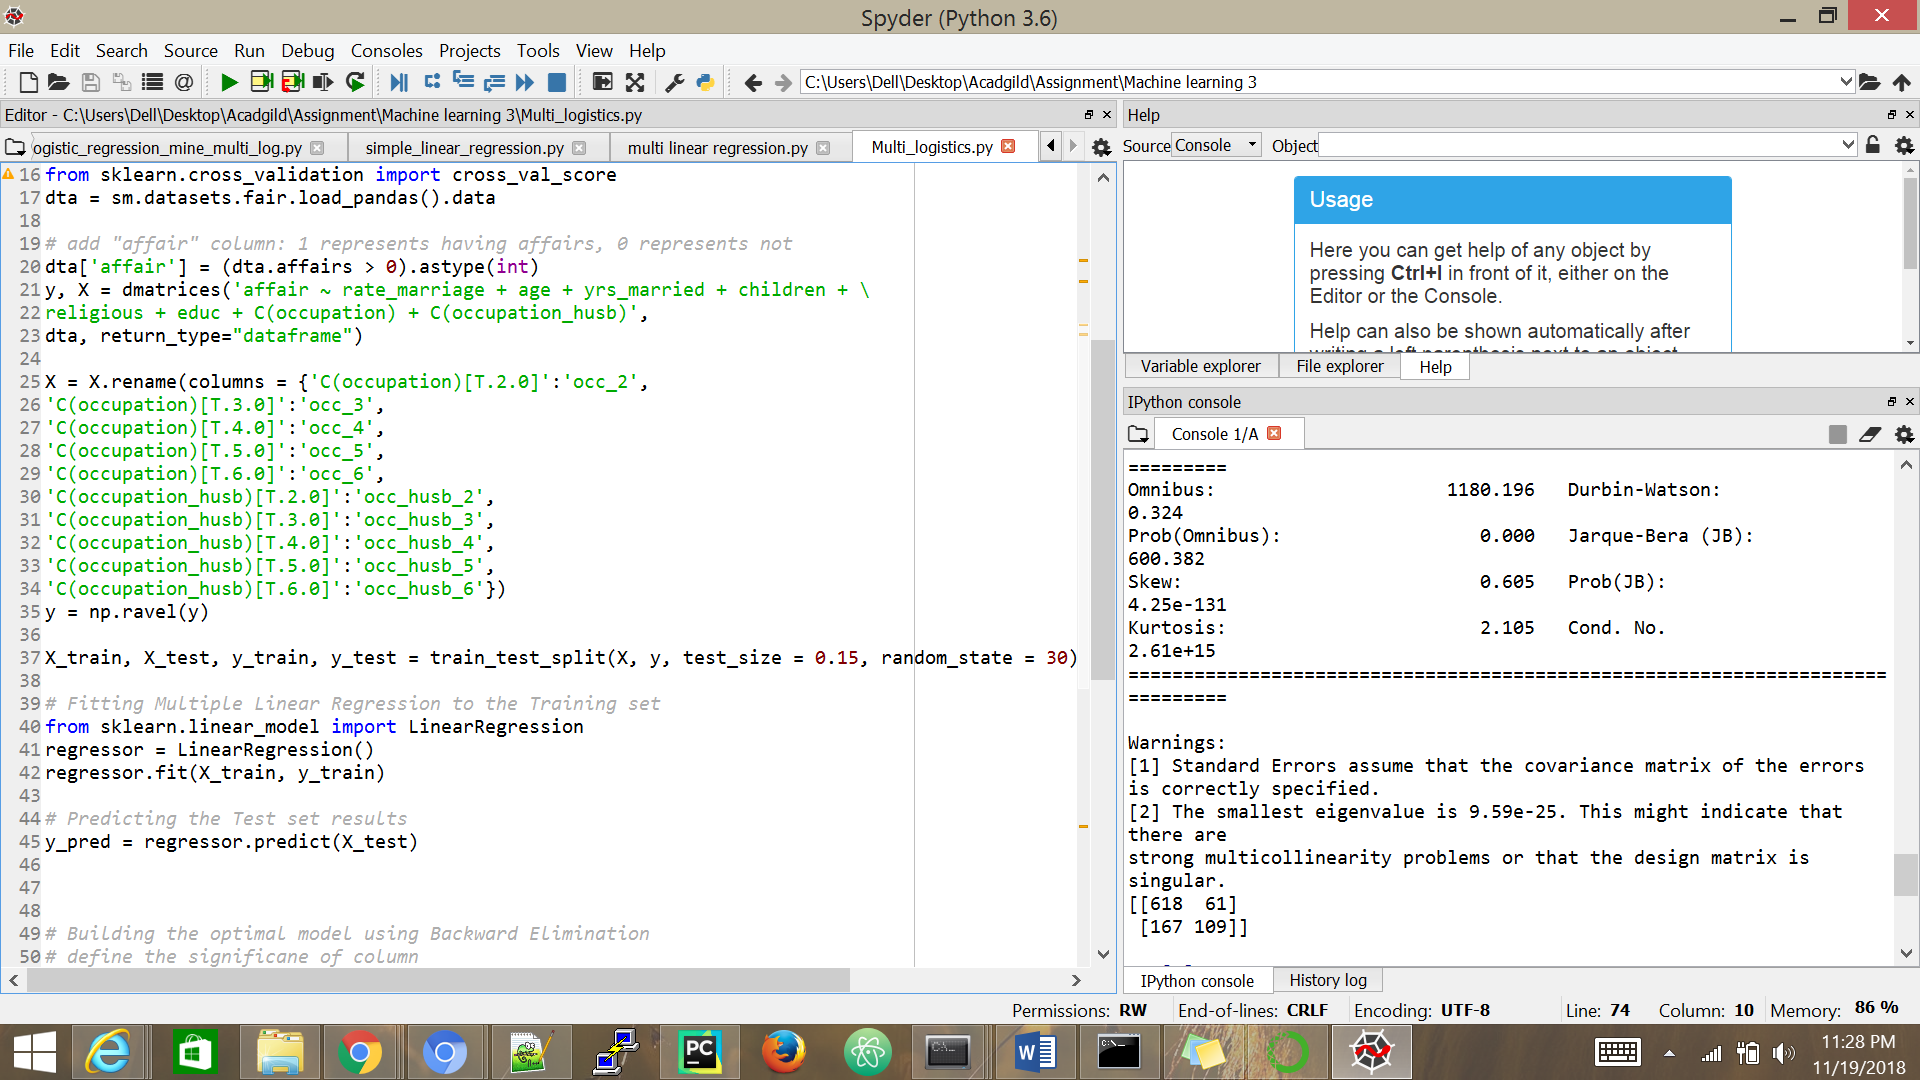 Spyder (Python 3.6)
File Edit Search Source Run Debug Consoles Projects Tools View Help
C:\Users\Dell\Desktop\Acadgild\Assignment\Machine learning 3
Editor - C:\Users\Dell\Desktop\Acadgild\Assignment\Machine learning 3\Multi_logistics.py
ogistic_regression_mine_multi_log.py simple_linear_regression.py multi linear regression.py Multi_logistics.py
16 from sklearn.cross_validation import cross_val_score
17 dta = sm.datasets.fair.load_pandas().data
18
19 # add "affair" column: 1 represents having affairs, 0 represents not
20 dta['affair'] = (dta.affairs > 0).astype(int)
21 y, X = dmatrices('affair ~ rate_marriage + age + yrs_married + children + \
22 religious + educ + C(occupation) + C(occupation_husb)',
23 dta, return_type="dataframe")
24
25 X = X.rename(columns = {'C(occupation)[T.2.0]':'occ_2',
26 'C(occupation)[T.3.0]':'occ_3',
27 'C(occupation)[T.4.0]':'occ_4',
28 'C(occupation)[T.5.0]':'occ_5',
29 'C(occupation)[T.6.0]':'occ_6',
30 'C(occupation_husb)[T.2.0]':'occ_husb_2',
31 'C(occupation_husb)[T.3.0]':'occ_husb_3',
32 'C(occupation_husb)[T.4.0]':'occ_husb_4',
33 'C(occupation_husb)[T.5.0]':'occ_husb_5',
34 'C(occupation_husb)[T.6.0]':'occ_husb_6'})
35 y = np.ravel(y)
36
37 X_train, X_test, y_train, y_test = train_test_split(X, y, test_size = 0.15, random_state = 30)
38
39 # Fitting Multiple Linear Regression to the Training set
40 from sklearn.linear_model import LinearRegression
41 regressor = LinearRegression()
42 regressor.fit(X_train, y_train)
43
44 # Predicting the Test set results
45 y_pred = regressor.predict(X_test)
46
47
48
49 # Building the optimal model using Backward Elimination
50 # define the significane of column
Help
Source Console Object
Usage
Here you can get help of any object by
pressing Ctrl+I in front of it, either on the
Editor or the Console.
Help can also be shown automatically after
writing a left parenthesis next to an object.
Variable explorer File explorer Help
IPython console
Console 1/A
=========
Omnibus: 1180.196 Durbin-Watson:
0.324
Prob(Omnibus): 0.000 Jarque-Bera (JB):
600.382
Skew: 0.605 Prob(JB):
4.25e-131
Kurtosis: 2.105 Cond. No.
2.61e+15
=====================================================================
=========
Warnings:
[1] Standard Errors assume that the covariance matrix of the errors
is correctly specified.
[2] The smallest eigenvalue is 9.59e-25. This might indicate that
there are
strong multicollinearity problems or that the design matrix is
singular.
[[618  61]
 [167 109]]
IPython console History log
Permissions: RW End-of-lines: CRLF Encoding: UTF-8 Line: 74 Column: 10 Memory: 86 %
PC
C:\_
W
C:\_
11:28 PM
11/19/2018